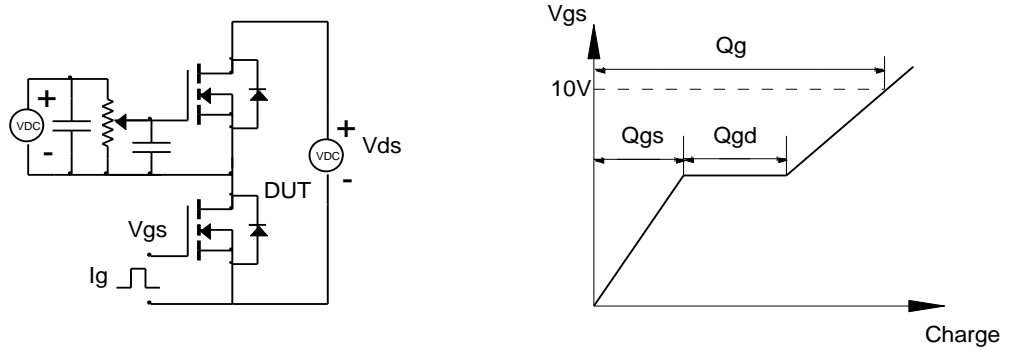 +
VDC
-
+
VDC
-
Vds
DUT
Vgs
Ig
Vgs
Qg
10V
Qgs
Qgd
Charge